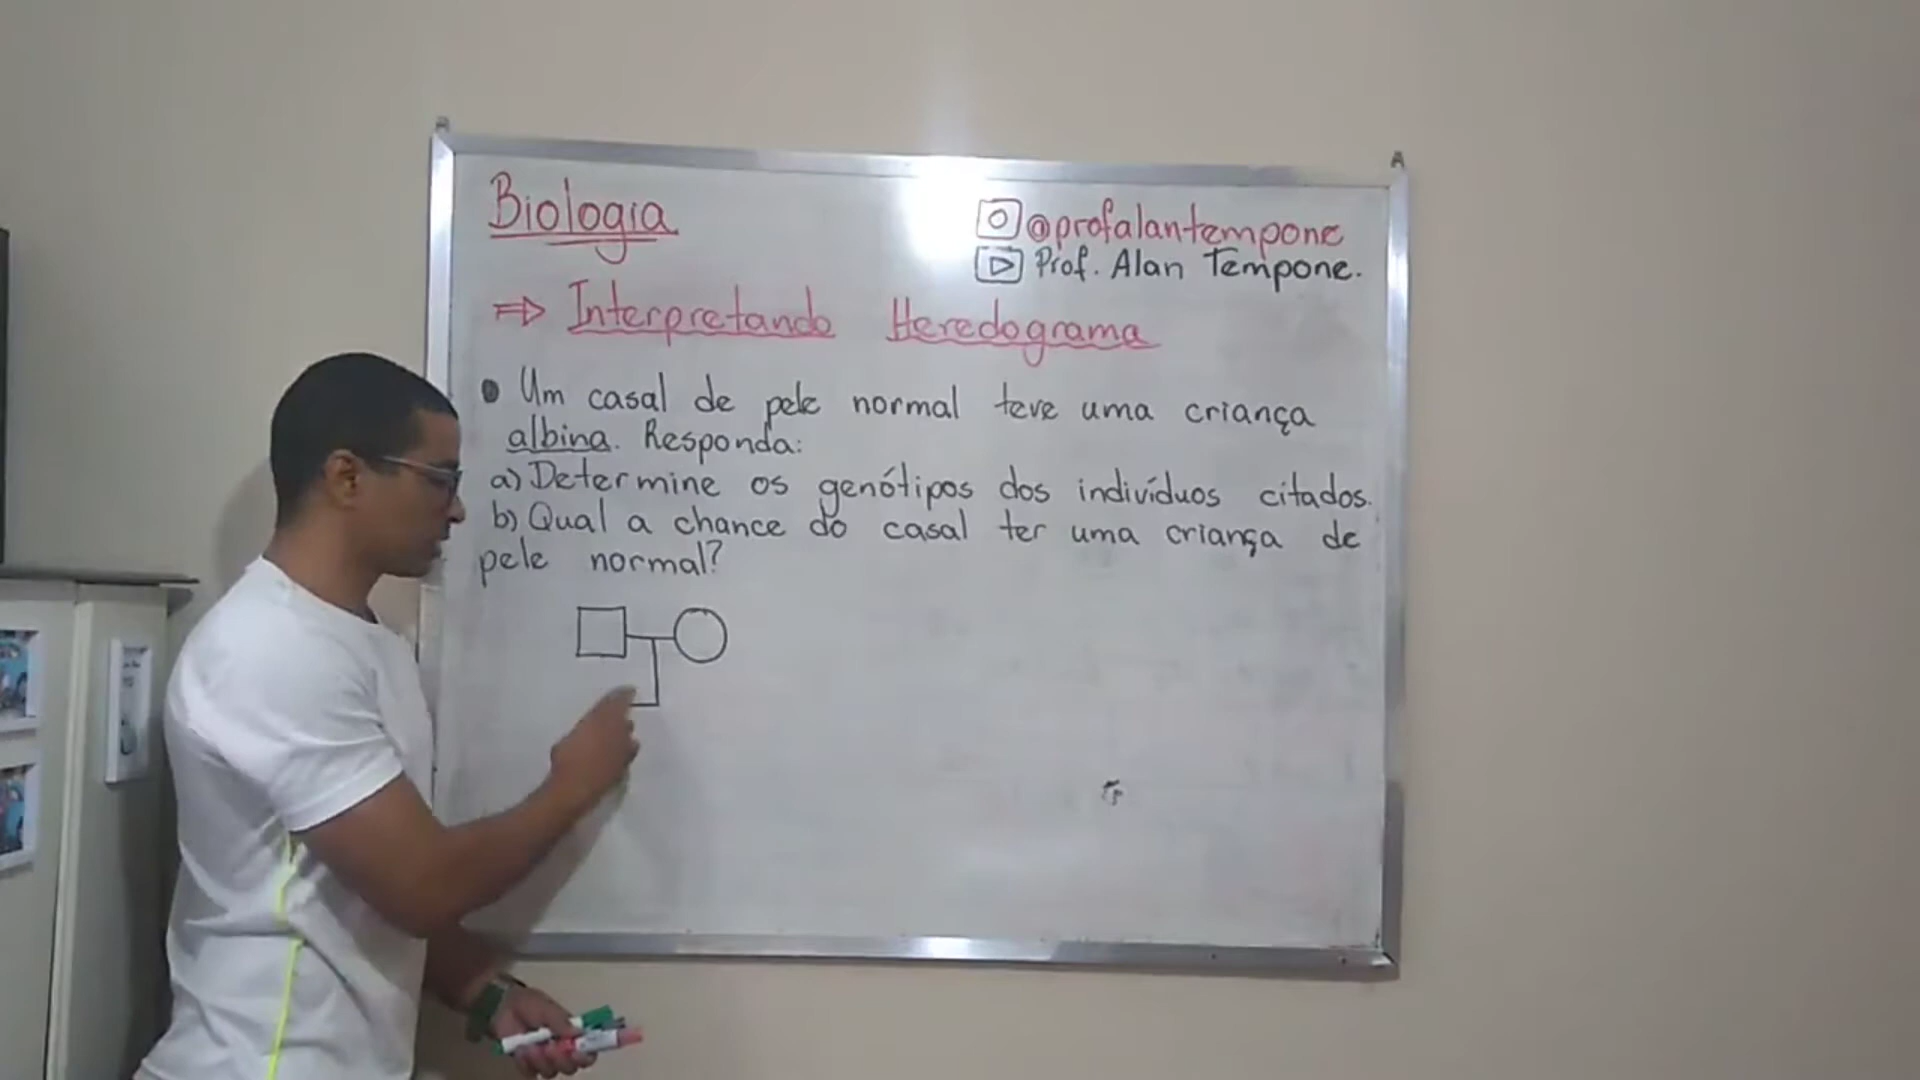 Biologia
@profalantempone
Prof. Alan Tempone.
⇒ Interpretando Heredograma
• Um casal de pele normal teve uma criança
albina. Responda:
a) Determine os genótipos dos indivíduos citados.
b) Qual a chance do casal ter uma criança de
pele normal?